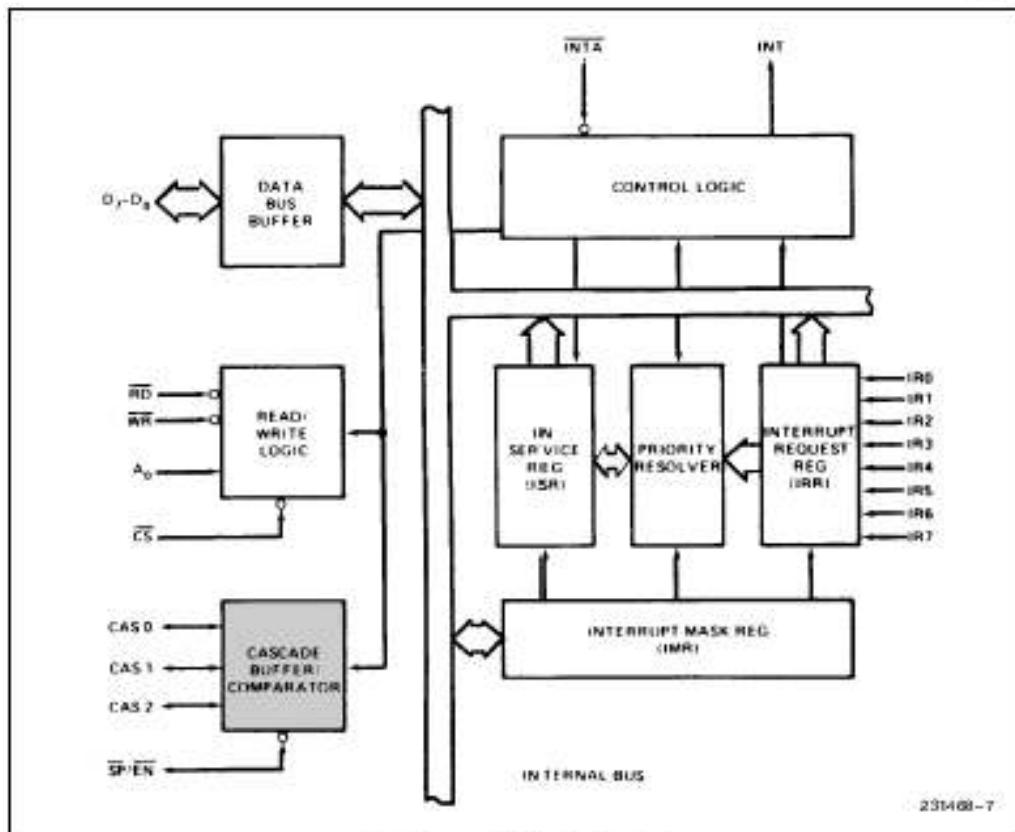 INTA
INT
CONTROL LOGIC
D7-D0
DATA
BUS
BUFFER
RD
WR
A0
CS
READ/
WRITE
LOGIC
IN
SERVICE
REG
(ISR)
PRIORITY
RESOLVER
INTERRUPT
REQUEST
REG
(IRR)
IR0
IR1
IR2
IR3
IR4
IR5
IR6
IR7
CAS 0
CAS 1
CAS 2
SP/EN
CASCADE
BUFFER/
COMPARATOR
INTERRUPT MASK REG
(IMR)
INTERNAL BUS
231468-7